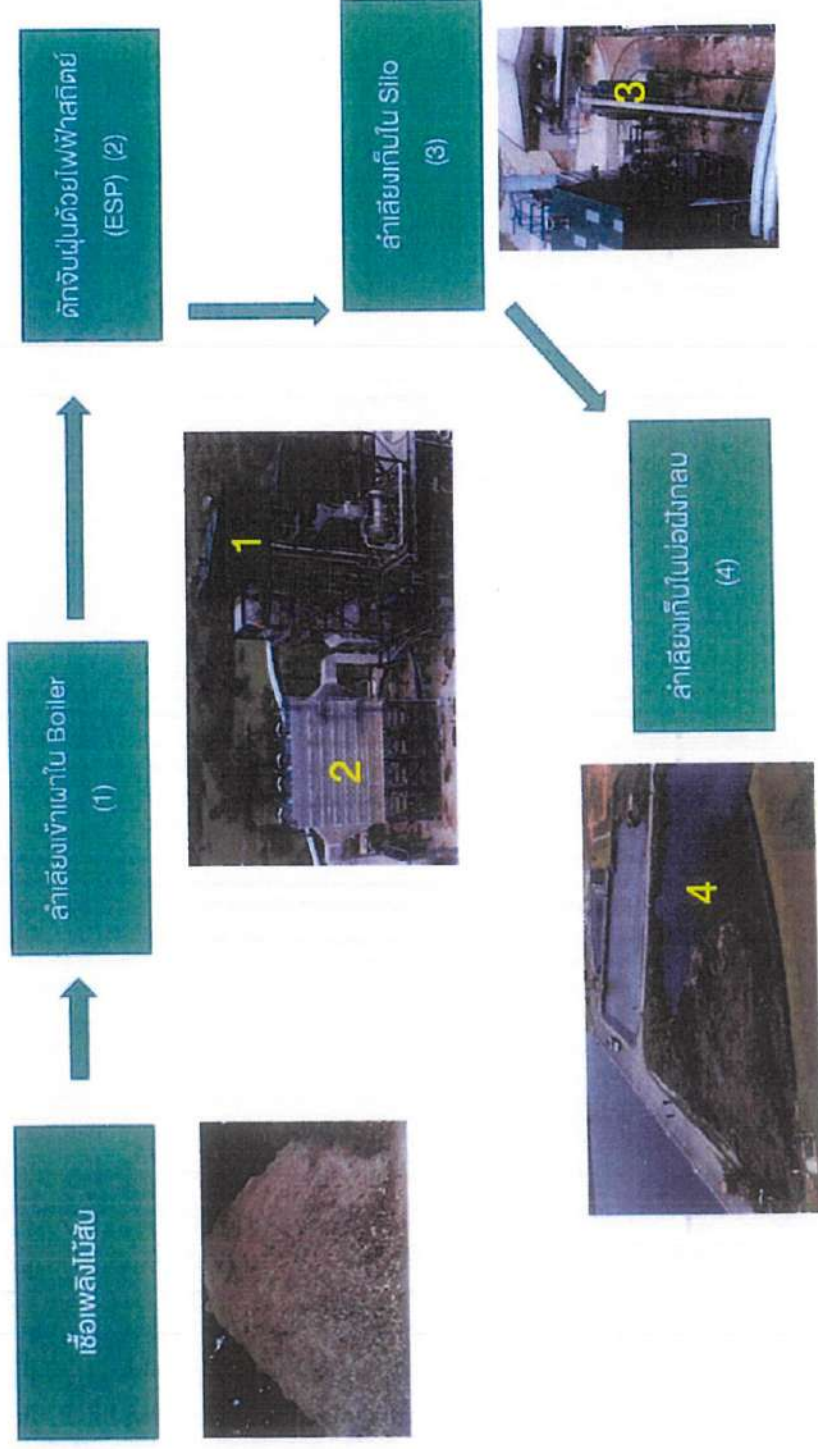 เชื้อเพลิงไม้สับ
ลำเลียงเข้าเผาใน Boiler
(1)
ดักจับฝุ่นด้วยไฟฟ้าสถิตย์
(ESP) (2)
ลำเลียงเก็บใน Silo
(3)
ลำเลียงเก็บในบ่อฝังกลบ
(4)
1
2
3
4